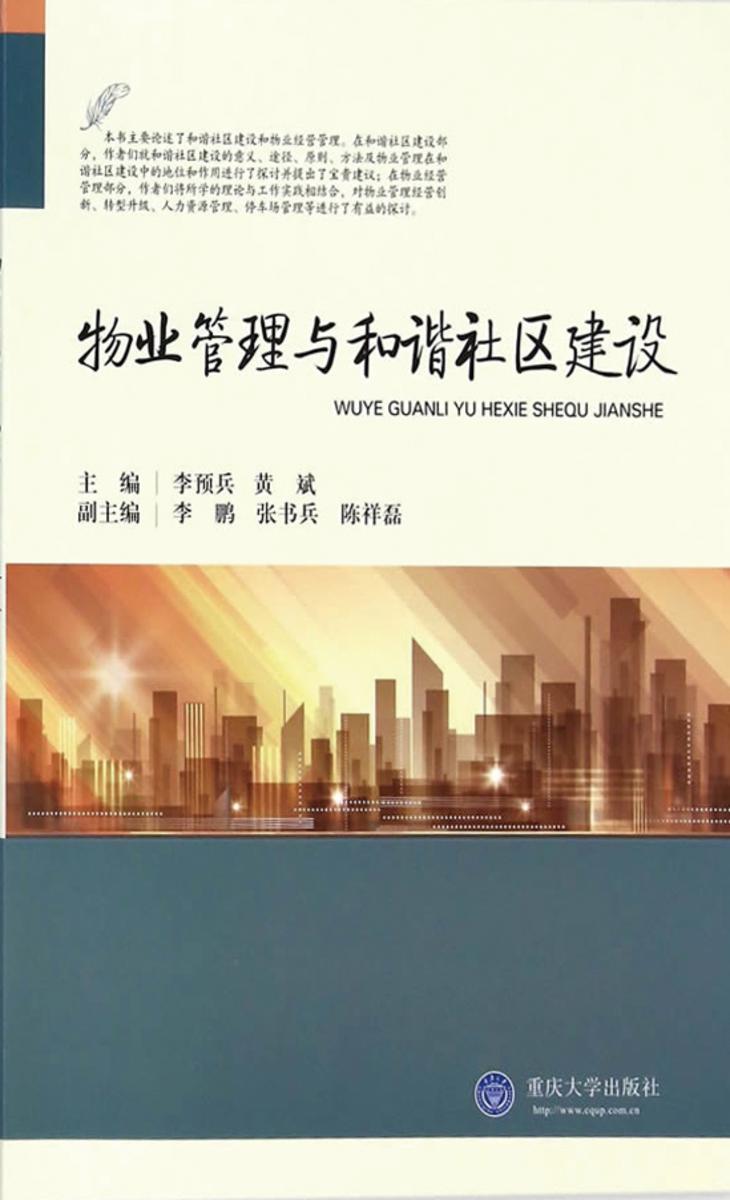 本书主要论述了和谐社区建设和物业经营管理。在和谐社区建设部
分，作者们就和谐社区建设的意义、途径、原则、方法及物业管理在和
谐社区建设中的地位和作用进行了探讨并提出了宝贵建议；在物业经营
管理部分，作者们将所学的理论与工作实践相结合，对物业管理经营创
新、转型升级、人力资源管理、停车场管理等进行了有益的探讨。
物业管理与和谐社区建设
WUYE GUANLI YU HEXIE SHEQU JIANSHE
主 编 | 李预兵 黄 斌
副主编 | 李 鹏 张书兵 陈祥磊
重庆大学出版社
http://www.cqup.com.cn